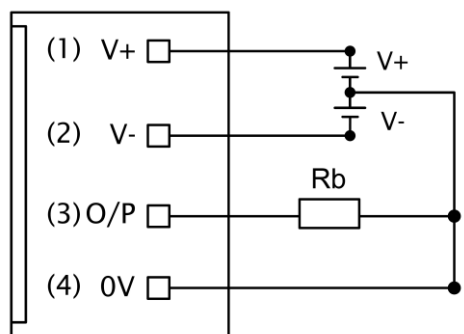 (1) V+
V+
(2) V-
V-
(3) O/P
Rb
(4) 0V